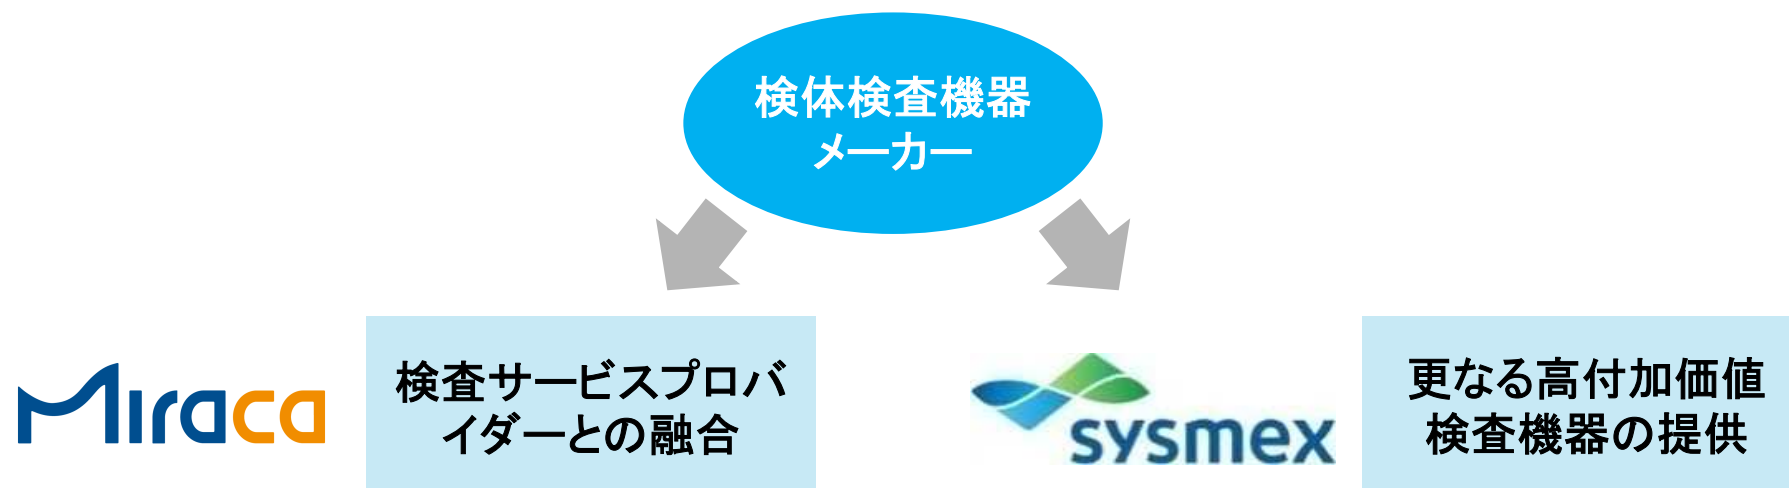 検体検査機器
メーカー
Miraca
検査サービスプロバ
イダーとの融合
sysmex
更なる高付加価値
検査機器の提供